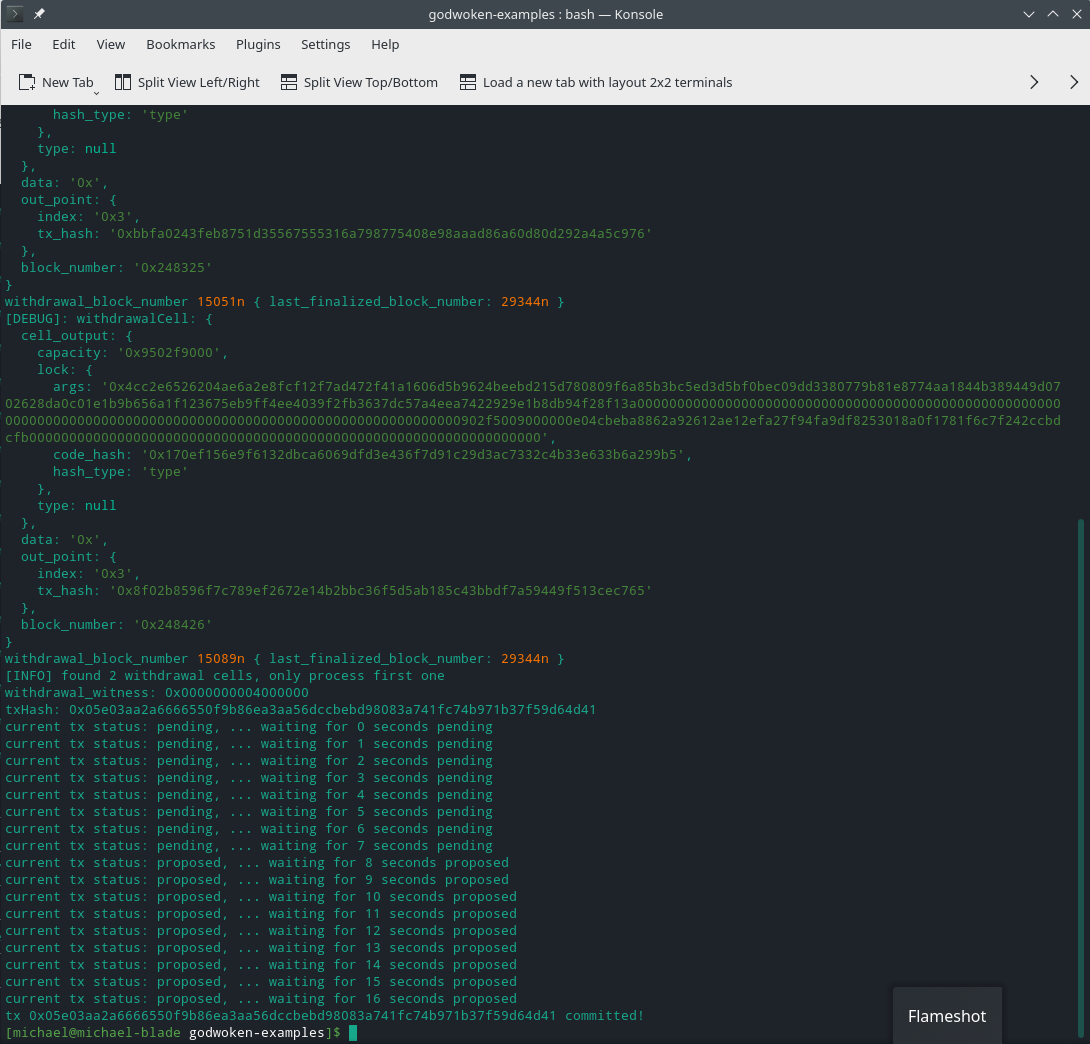 godwoken-examples : bash — Konsole
File Edit View Bookmarks Plugins Settings Help
New Tab Split View Left/Right Split View Top/Bottom Load a new tab with layout 2x2 terminals
hash_type: 'type'
},
type: null
},
data: '0x',
out_point: {
index: '0x3',
tx_hash: '0xbbfa0243feb8751d35567555316a798775408e98aaad86a60d80d292a4a5c976'
},
block_number: '0x248325'
}
withdrawal_block_number 15051n { last_finalized_block_number: 29344n }
[DEBUG]: withdrawalCell: {
cell_output: {
capacity: '0x9502f9000',
lock: {
args: '0x4cc2e6526204ae6a2e8fcf12f7ad472f41a1606d5b9624beebd215d780809f6a85b3bc5ed3d5bf0bec09dd3380779b81e8774aa1844b389449d07
02628da0c01e1b9b656a1f123675eb9ff4ee4039f2fb3637dc57a4eea7422929e1b8db94f28f13a00000000000000000000000000000000000000000000000000000
000000000000000000000000000000000000000000000000000000000902f5009000000e04cbeba8862a92612ae12efa27f94fa9df8253018a0f1781f6c7f242ccbd
cfb0000000000000000000000000000000000000000000000000000000000000000',
code_hash: '0x170ef156e9f6132dbca6069dfd3e436f7d91c29d3ac7332c4b33e633b6a299b5',
hash_type: 'type'
},
type: null
},
data: '0x',
out_point: {
index: '0x3',
tx_hash: '0x8f02b8596f7c789ef2672e14b2bbc36f5d5ab185c43bbdf7a59449f513cec765'
},
block_number: '0x248426'
}
withdrawal_block_number 15089n { last_finalized_block_number: 29344n }
[INFO] found 2 withdrawal cells, only process first one
withdrawal_witness: 0x0000000004000000
txHash: 0x05e03aa2a6666550f9b86ea3aa56dccbebd98083a741fc74b971b37f59d64d41
current tx status: pending, ... waiting for 0 seconds pending
current tx status: pending, ... waiting for 1 seconds pending
current tx status: pending, ... waiting for 2 seconds pending
current tx status: pending, ... waiting for 3 seconds pending
current tx status: pending, ... waiting for 4 seconds pending
current tx status: pending, ... waiting for 5 seconds pending
current tx status: pending, ... waiting for 6 seconds pending
current tx status: pending, ... waiting for 7 seconds pending
current tx status: proposed, ... waiting for 8 seconds proposed
current tx status: proposed, ... waiting for 9 seconds proposed
current tx status: proposed, ... waiting for 10 seconds proposed
current tx status: proposed, ... waiting for 11 seconds proposed
current tx status: proposed, ... waiting for 12 seconds proposed
current tx status: proposed, ... waiting for 13 seconds proposed
current tx status: proposed, ... waiting for 14 seconds proposed
current tx status: proposed, ... waiting for 15 seconds proposed
current tx status: proposed, ... waiting for 16 seconds proposed
tx 0x05e03aa2a6666550f9b86ea3aa56dccbebd98083a741fc74b971b37f59d64d41 committed!
[michael@michael-blade godwoken-examples]$
Flameshot